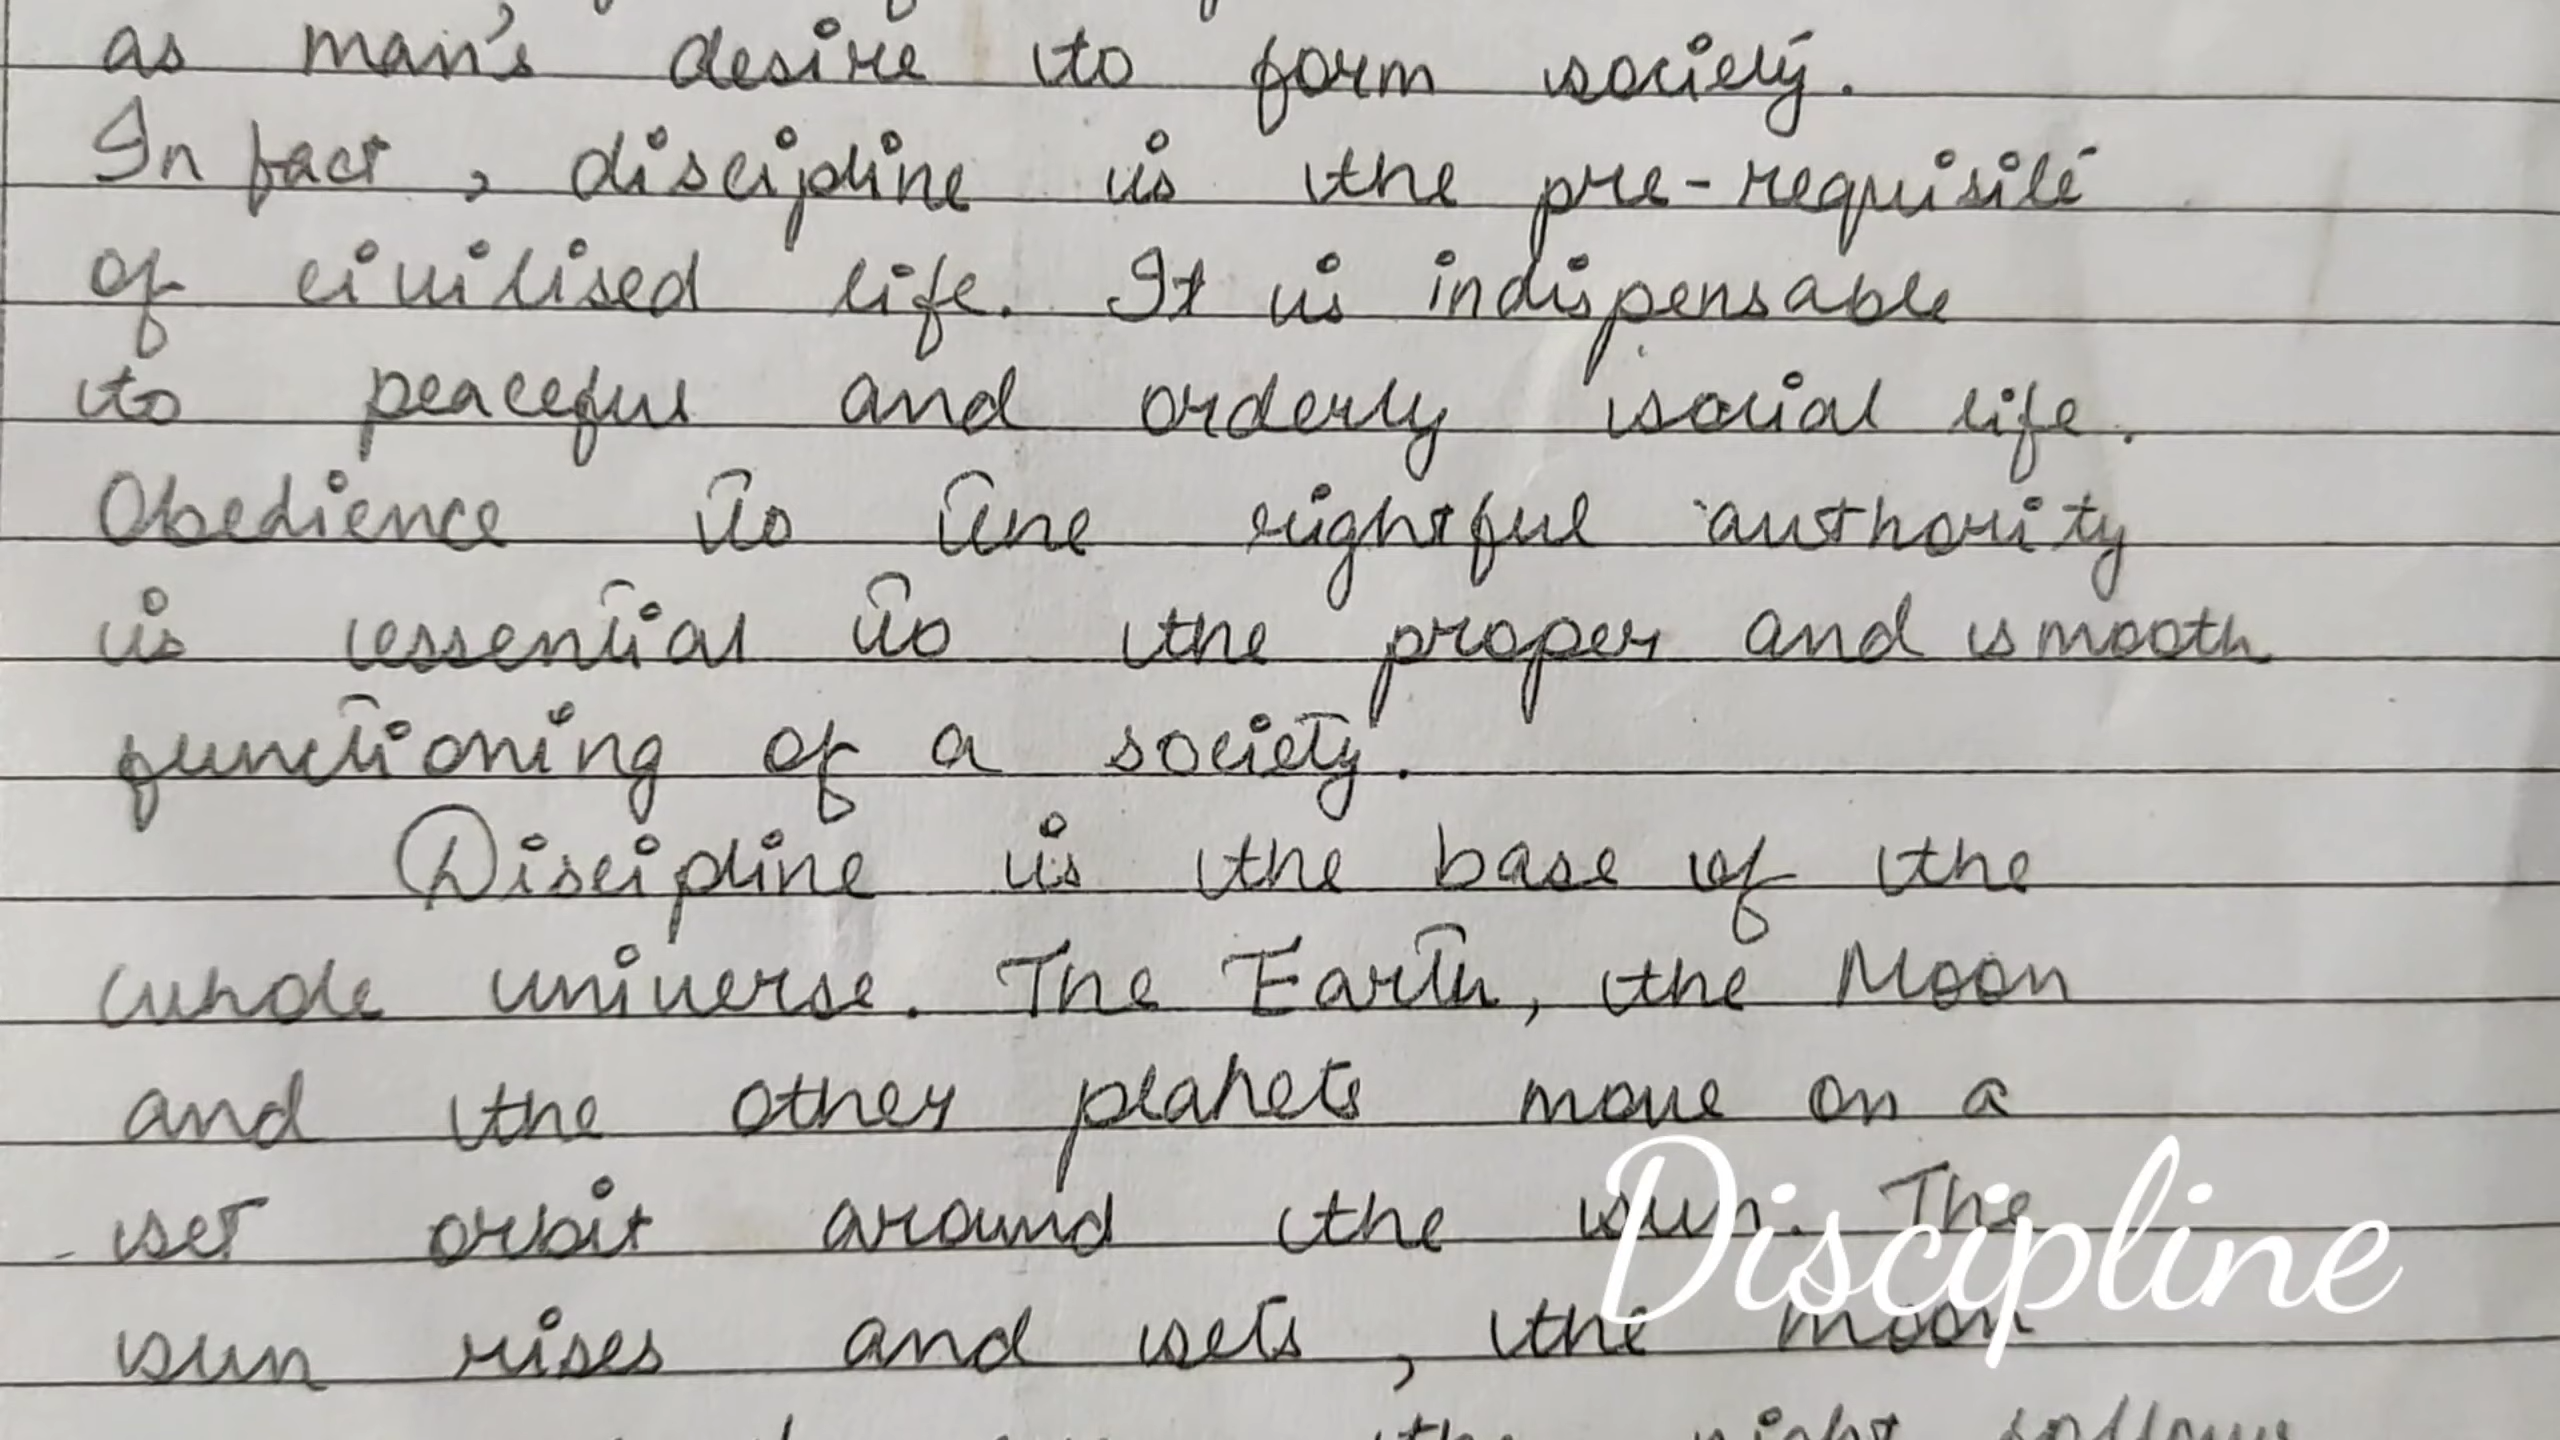 as man's desire to form society.
In fact, discipline is the pre-requisite
of civilised life. It is indispensable
to peaceful and orderly social life.
Obedience to the rightful authority
is essential to the proper and smooth
functioning of a society.
Discipline is the base of the
whole universe. The Earth, the Moon
and the other planets move on a
set orbit around the sun. The
Discipline
sun rises and sets, the moon
the night follows